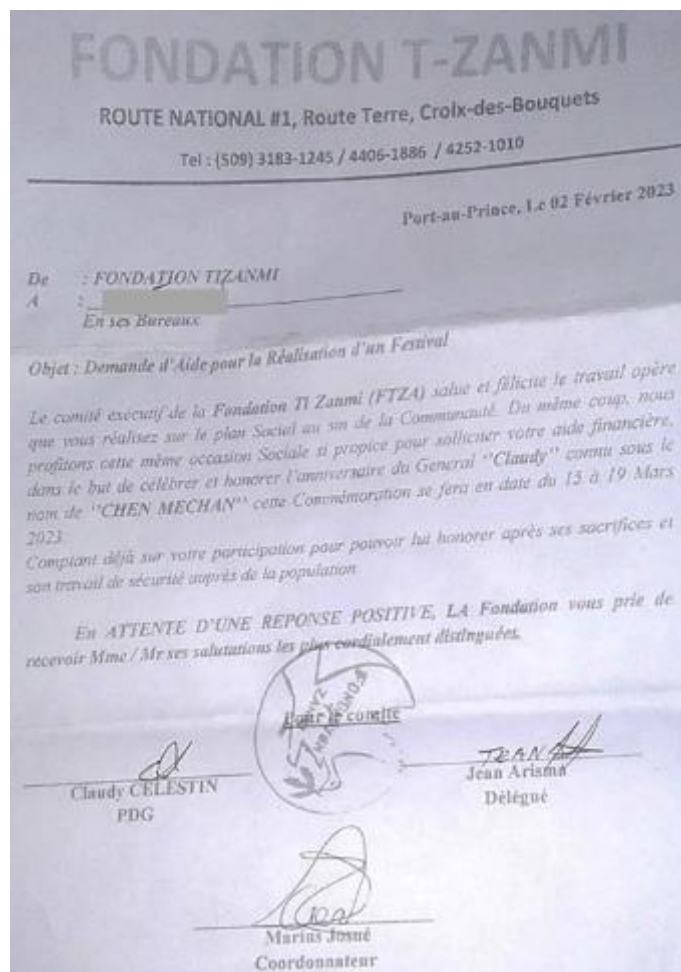 FONDATION T-ZANMI
ROUTE NATIONAL #1, Route Terre, Croix-des-Bouquets
Tel : (509) 3183-1245 / 4406-1886 / 4252-1010
Port-au-Prince, Le 02 Février 2023
De : FONDATION TIZANMI
A :
En ses Bureaux
Objet : Demande d'Aide pour la Réalisation d'un Festival
Le comité exécutif de la Fondation TI Zanmi (FTZA) salue et félicite le travail opère
que vous réalisez sur le plan Social au sin de la Communauté. Du même coup, nous
profitons cette même occasion Sociale si propice pour solliciter votre aide financière,
dans le but de célébrer et honorer l'anniversaire du General "Claudy" connu sous le
nom de "CHEN MECHAN" cette Commémoration se fera en date du 15 à 19 Mars
2023.
Comptant déjà sur votre participation pour pouvoir lui honorer après ses sacrifices et
son travail de sécurité auprès de la population
En ATTENTE D'UNE REPONSE POSITIVE, LA Fondation vous prie de
recevoir Mme / Mr ses salutations les plus cordialement distinguées.
Pour le comite
JEAN
Claudy CELESTIN
Jean Arisma
PDG
Délégué
Marius Josué
Coordonnateur